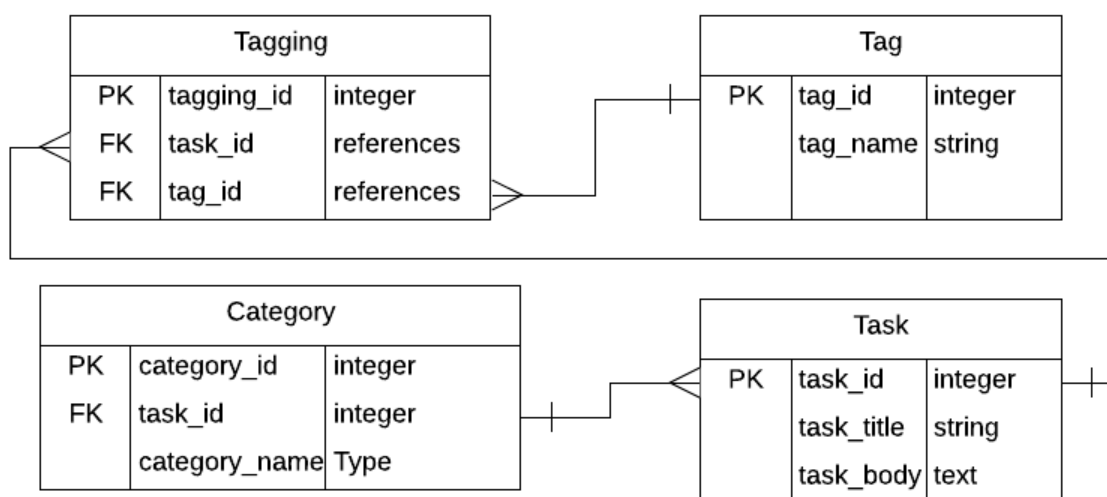 Tagging
PK tagging_id integer
FK task_id references
FK tag_id references
Tag
PK tag_id integer
tag_name string
Category
PK category_id integer
FK task_id integer
category_name Type
Task
PK task_id integer
task_title string
task_body text